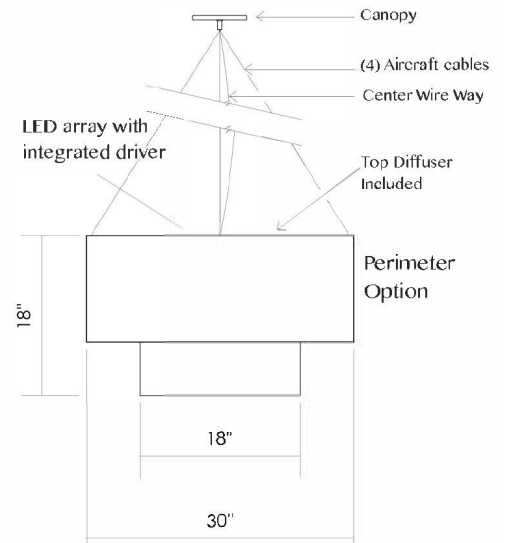 Canopy
(4) Aircraft cables
Center Wire Way
LED array with
integrated driver
Top Diffuser
Included
Perimeter
Option
18"
18"
30"